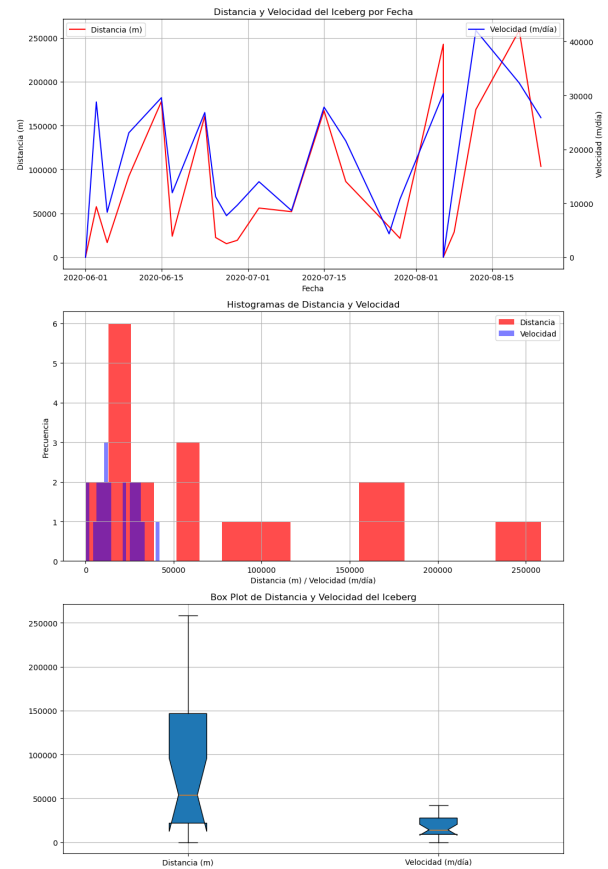 Distancia y Velocidad del Iceberg por Fecha
Distancia (m)
Velocidad (m/día)
250000
200000
150000
100000
50000
0
Distancia (m)
40000
30000
20000
10000
0
Velocidad (m/día)
2020-06-01 2020-06-15 2020-07-01 2020-07-15 2020-08-01 2020-08-15
Fecha
Histogramas de Distancia y Velocidad
Distancia
Velocidad
6
5
4
3
2
1
0
Frecuencia
0 50000 100000 150000 200000 250000
Distancia (m) / Velocidad (m/día)
Box Plot de Distancia y Velocidad del Iceberg
250000
200000
150000
100000
50000
0
Distancia (m) Velocidad (m/día)